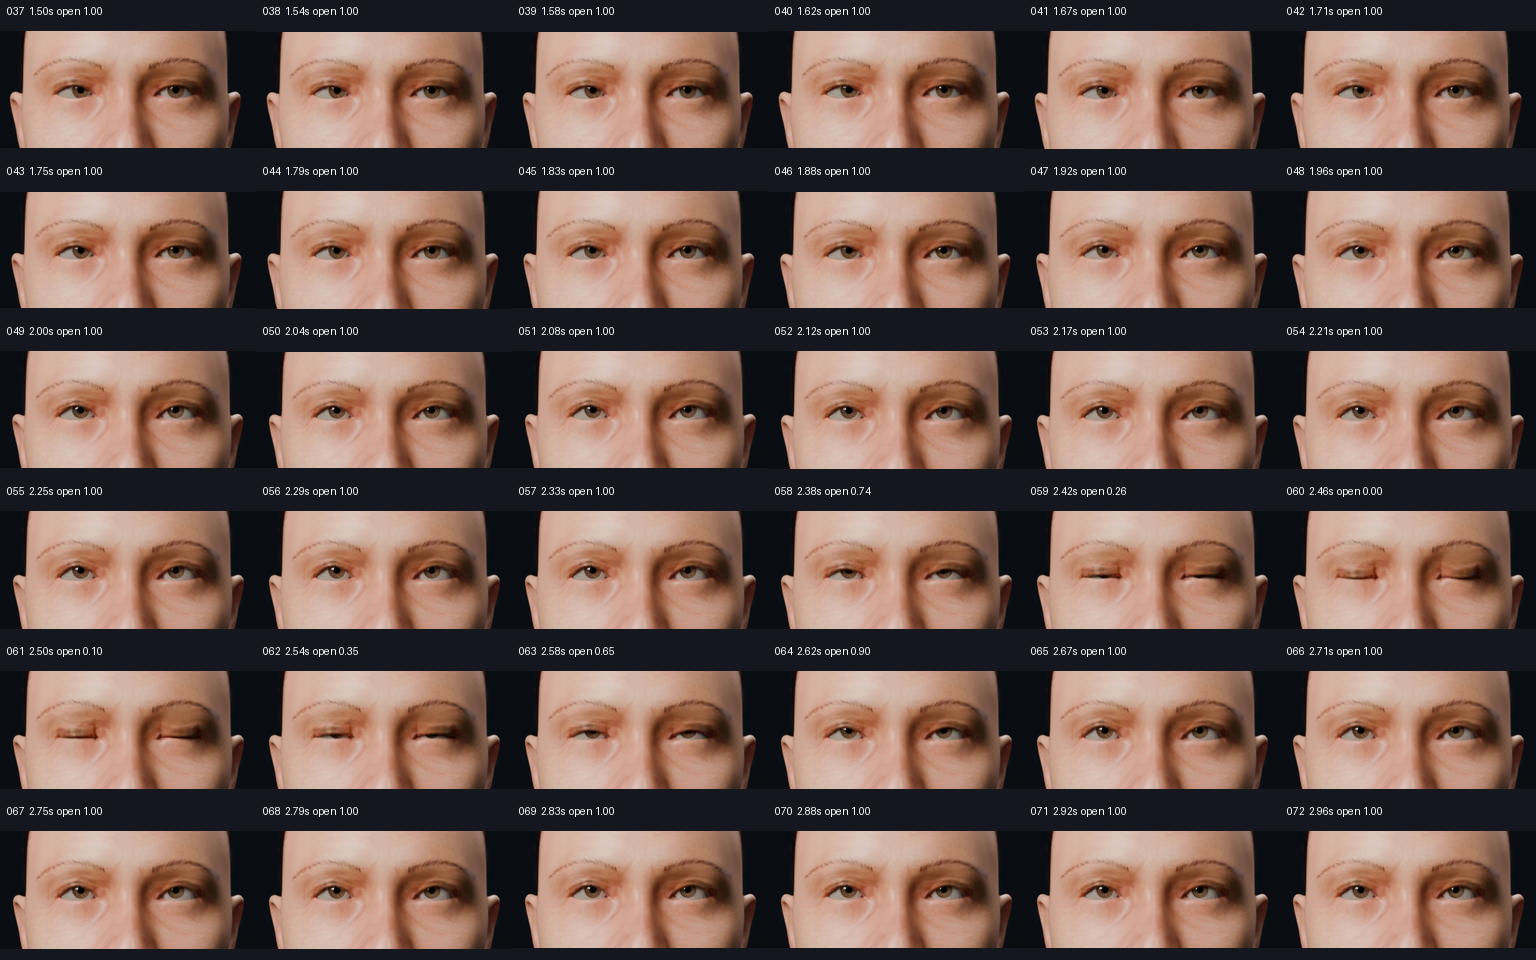 037 1.50s open 1.00
038 1.54s open 1.00
039 1.58s open 1.00
040 1.62s open 1.00
041 1.67s open 1.00
042 1.71s open 1.00
043 1.75s open 1.00
044 1.79s open 1.00
045 1.83s open 1.00
046 1.88s open 1.00
047 1.92s open 1.00
048 1.96s open 1.00
049 2.00s open 1.00
050 2.04s open 1.00
051 2.08s open 1.00
052 2.12s open 1.00
053 2.17s open 1.00
054 2.21s open 1.00
055 2.25s open 1.00
056 2.29s open 1.00
057 2.33s open 1.00
058 2.38s open 0.74
059 2.42s open 0.26
060 2.46s open 0.00
061 2.50s open 0.10
062 2.54s open 0.35
063 2.58s open 0.65
064 2.62s open 0.90
065 2.67s open 1.00
066 2.71s open 1.00
067 2.75s open 1.00
068 2.79s open 1.00
069 2.83s open 1.00
070 2.88s open 1.00
071 2.92s open 1.00
072 2.96s open 1.00